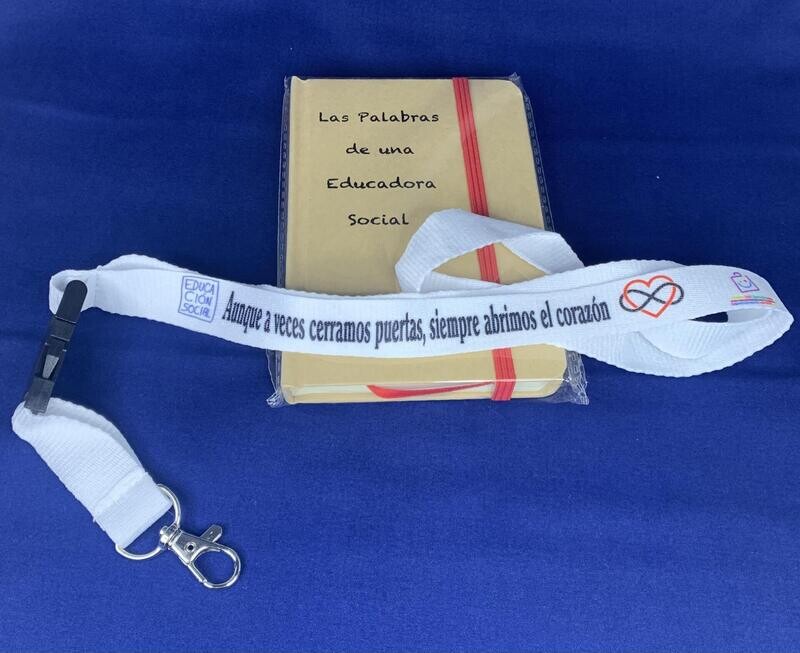 Las Palabras
de una
Educadora
Social
EDUCA
CIÓN
SOCIAL
Aunque a veces cerramos puertas, siempre abrimos el corazón